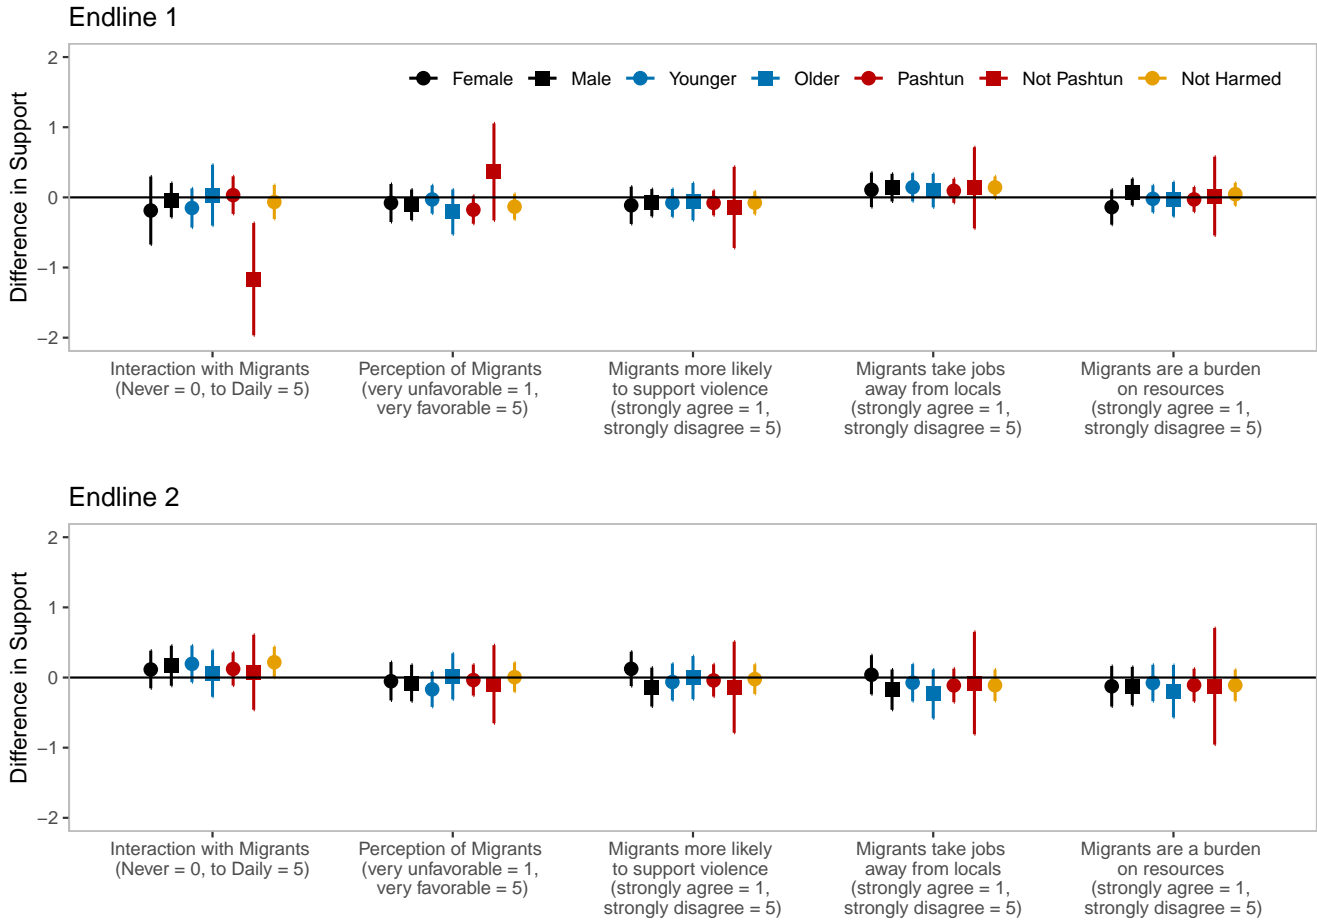 Endline 1
Difference in Support
2
1
0
−1
−2
Female Male Younger Older Pashtun Not Pashtun Not Harmed
Interaction with Migrants
(Never = 0, to Daily = 5)
Perception of Migrants
(very unfavorable = 1,
very favorable = 5)
Migrants more likely
to support violence
(strongly agree = 1,
strongly disagree = 5)
Migrants take jobs
away from locals
(strongly agree = 1,
strongly disagree = 5)
Migrants are a burden
on resources
(strongly agree = 1,
strongly disagree = 5)
Endline 2
Difference in Support
2
1
0
−1
−2
Interaction with Migrants
(Never = 0, to Daily = 5)
Perception of Migrants
(very unfavorable = 1,
very favorable = 5)
Migrants more likely
to support violence
(strongly agree = 1,
strongly disagree = 5)
Migrants take jobs
away from locals
(strongly agree = 1,
strongly disagree = 5)
Migrants are a burden
on resources
(strongly agree = 1,
strongly disagree = 5)